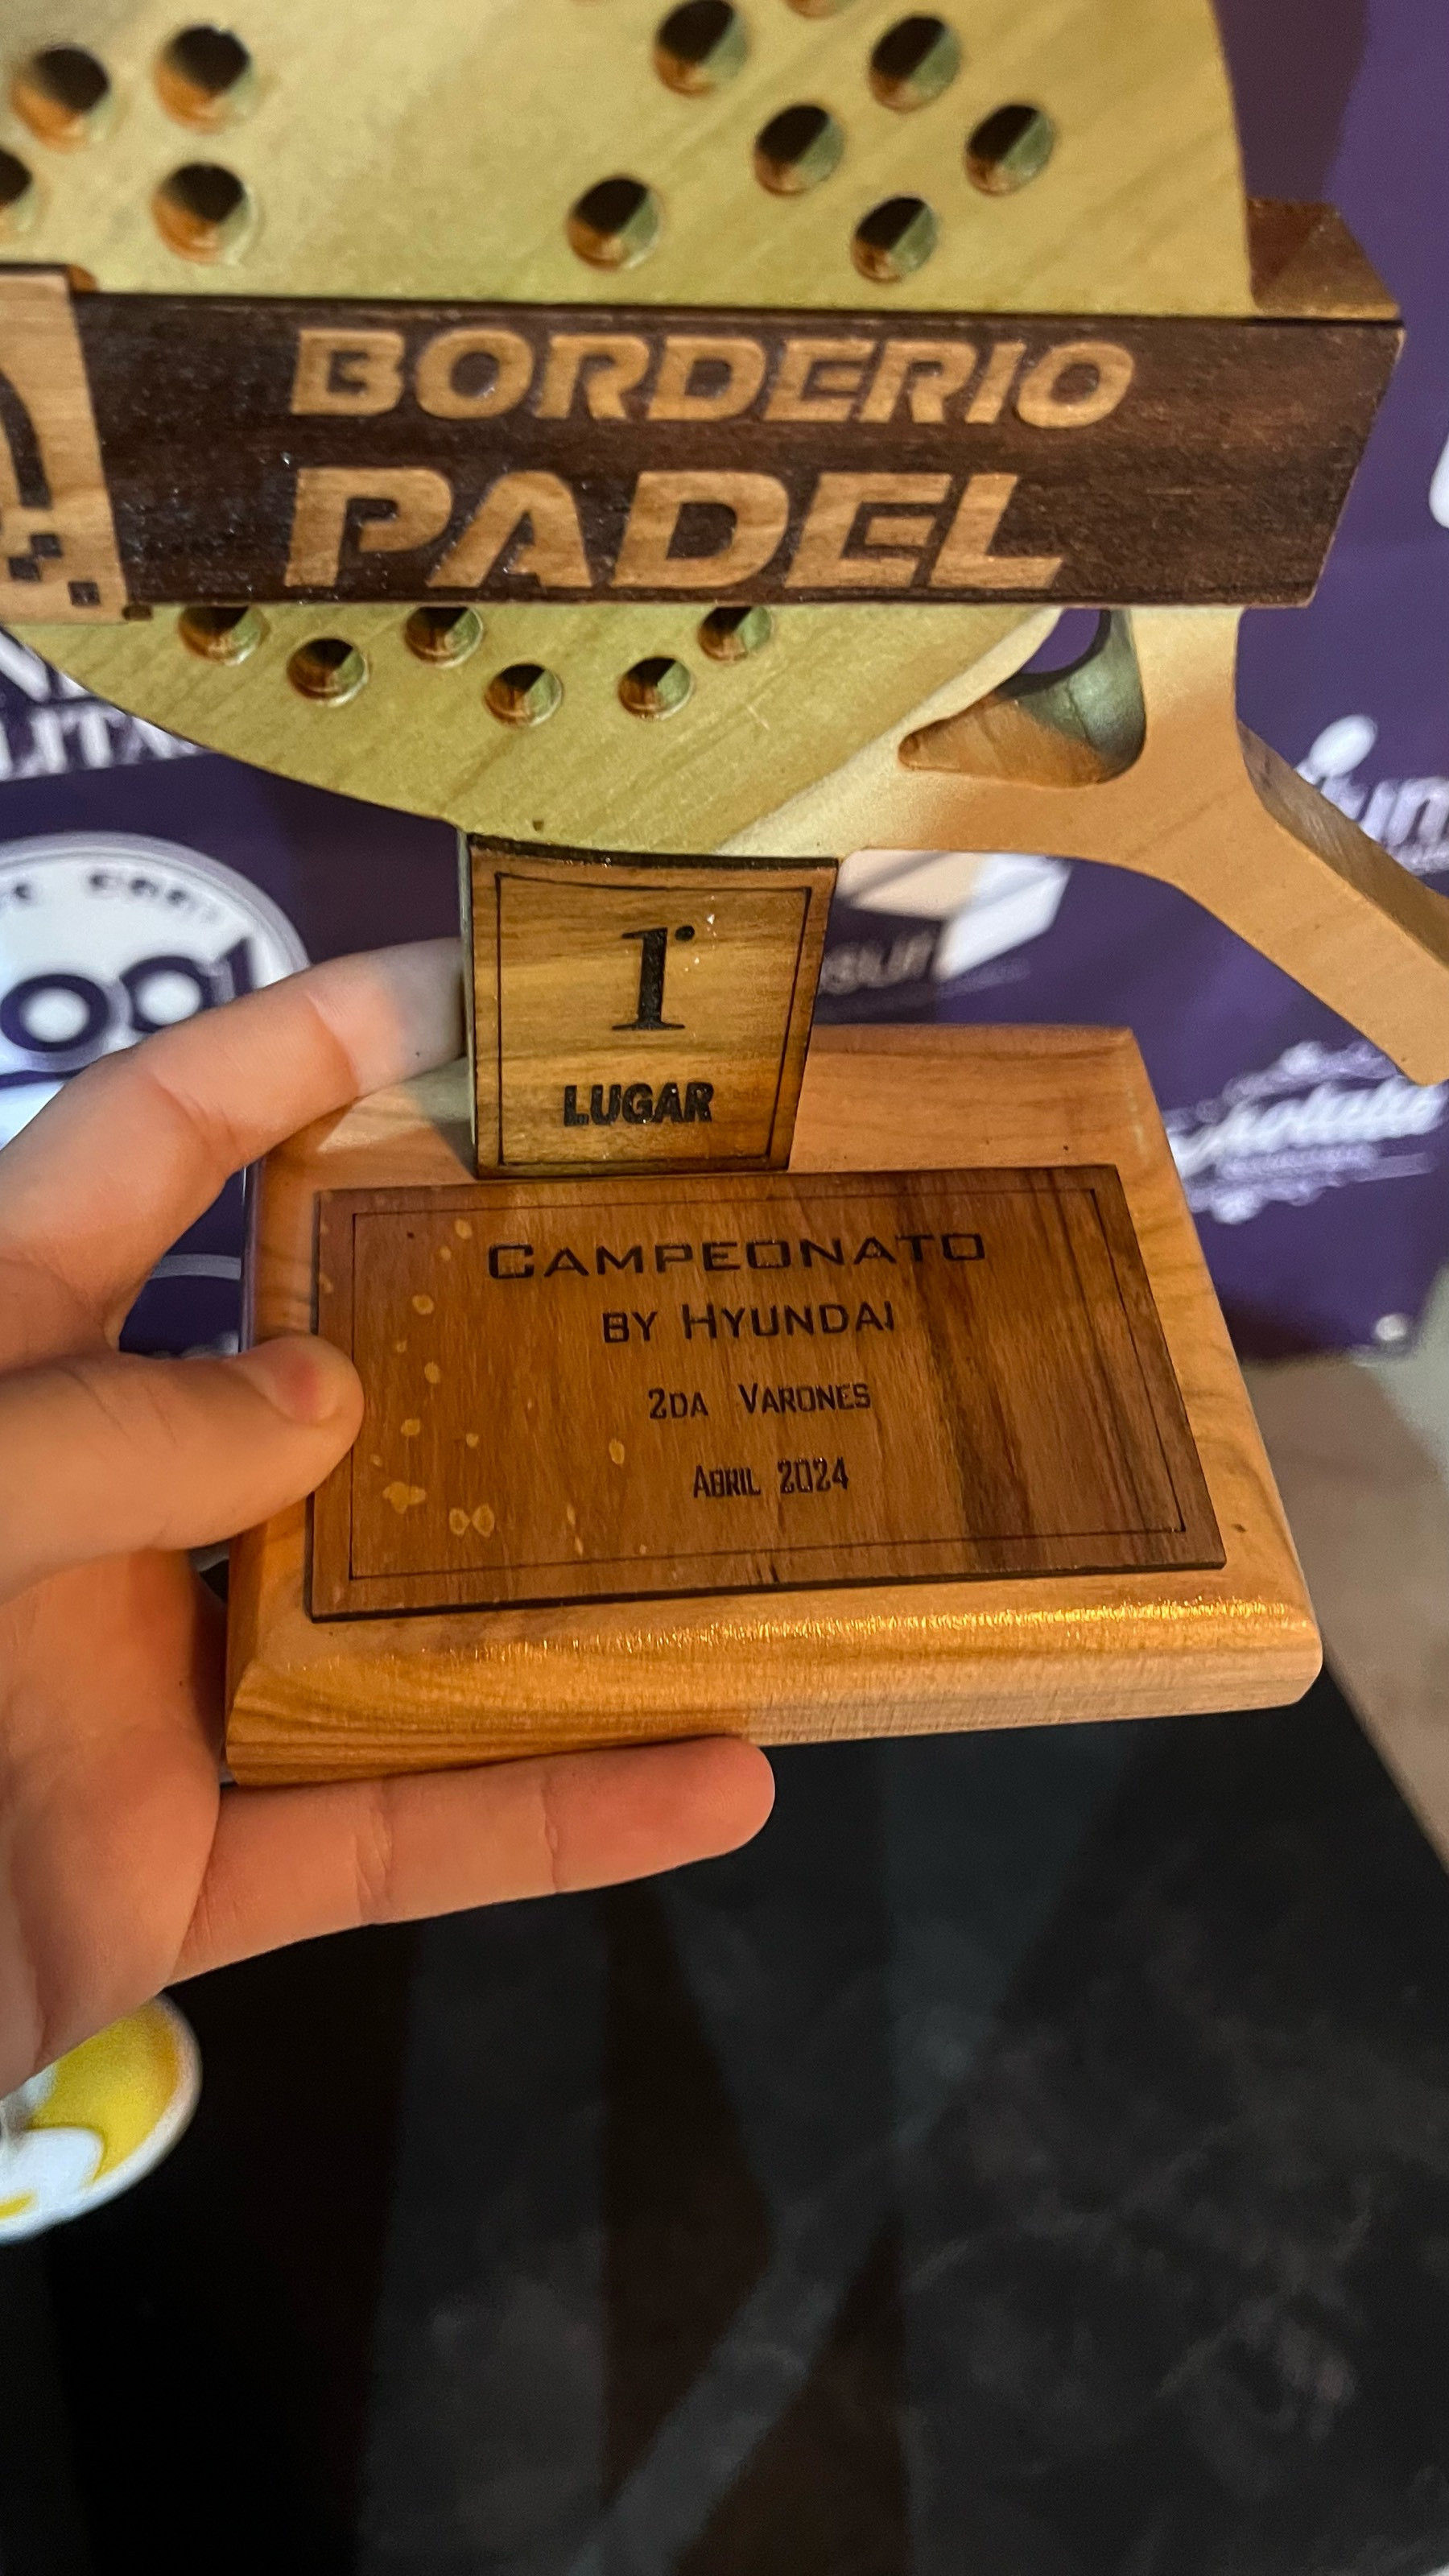 BORDERIO
PADEL
1°
LUGAR
CAMPEONATO
BY HYUNDAI
2DA VARONES
ABRIL 2024